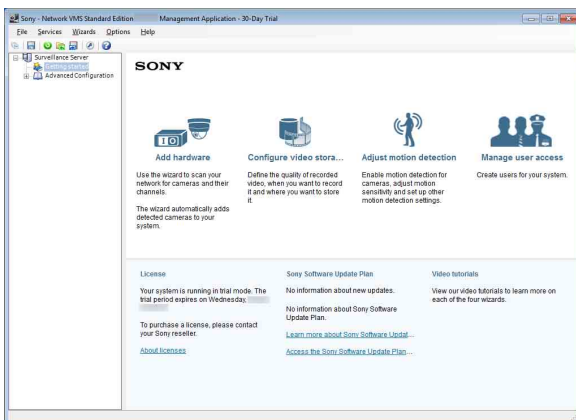 Sony - Network VMS Standard Edition Management Application - 30-Day Trial
File Services Wizards Options Help
Surveillance Server
Getting started
Advanced Configuration
SONY
Add hardware
Use the wizard to scan your
network for cameras and their
channels.
The wizard automatically adds
detected cameras to your
system.
Configure video stora...
Define the quality of recorded
video, when you want to record
it and where you want to store
it.
Adjust motion detection
Enable motion detection for
cameras, adjust motion
sensitivity and set up other
motion detection settings.
Manage user access
Create users for your system.
License
Your system is running in trial mode. The
trial period expires on Wednesday,
To purchase a license, please contact
your Sony reseller.
About licenses
Sony Software Update Plan
No information about new updates.
No information about Sony Software
Update Plan.
Learn more about Sony Software Updat...
Access the Sony Software Update Plan...
Video tutorials
View our video tutorials to learn more on
each of the four wizards.